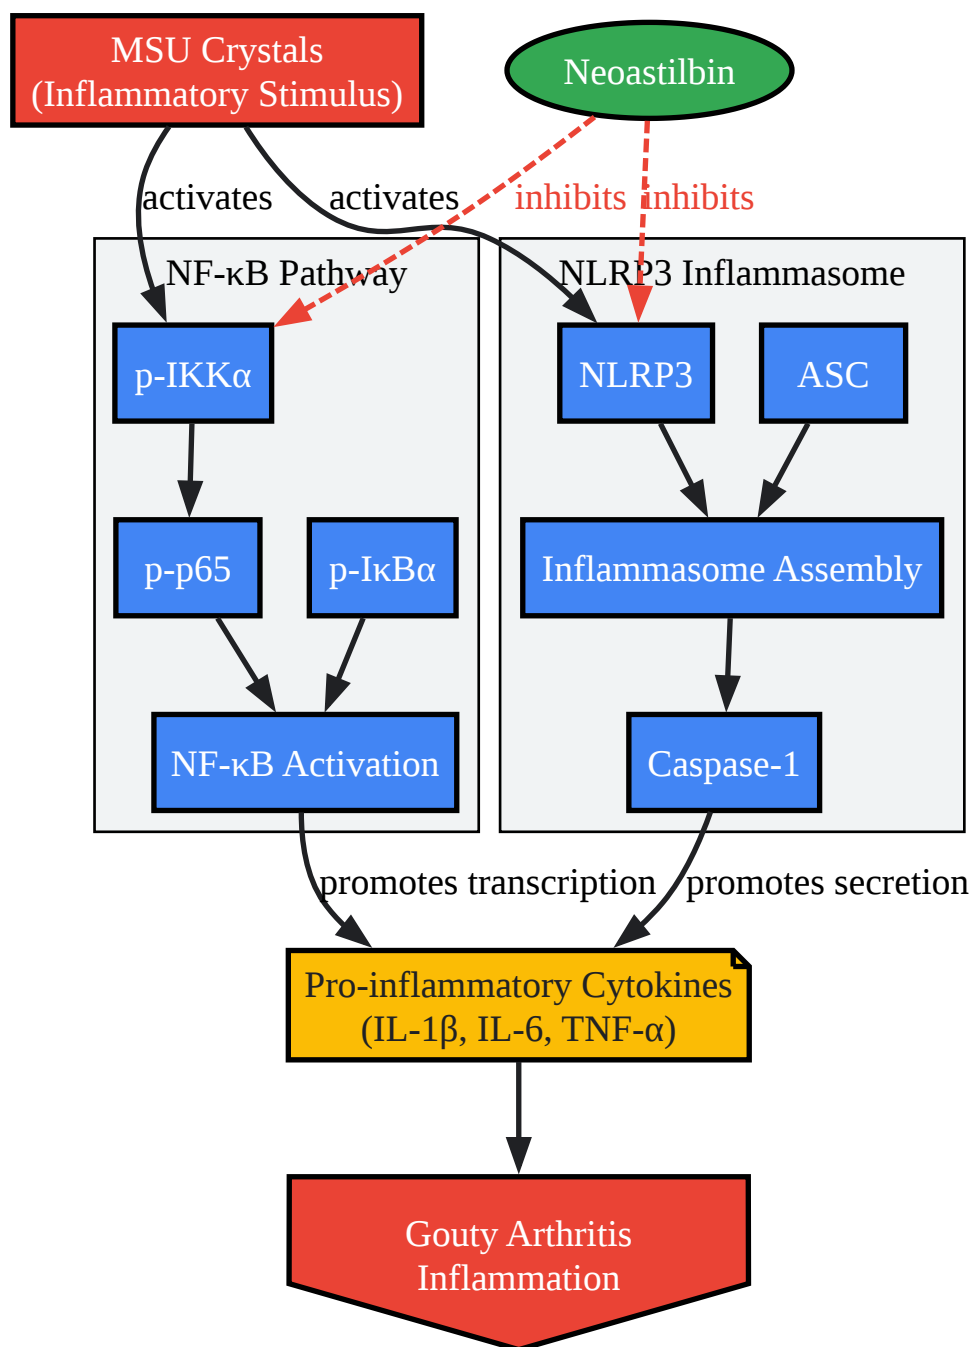 MSU Crystals
(Inflammatory Stimulus)
Neoastilbin
activates
activates
inhibits
inhibits
NF-κB Pathway
NLRP3 Inflammasome
p-IKKα
NLRP3
ASC
p-p65
p-IκBα
Inflammasome Assembly
NF-κB Activation
Caspase-1
promotes transcription
promotes secretion
Pro-inflammatory Cytokines
(IL-1β, IL-6, TNF-α)
Gouty Arthritis
Inflammation